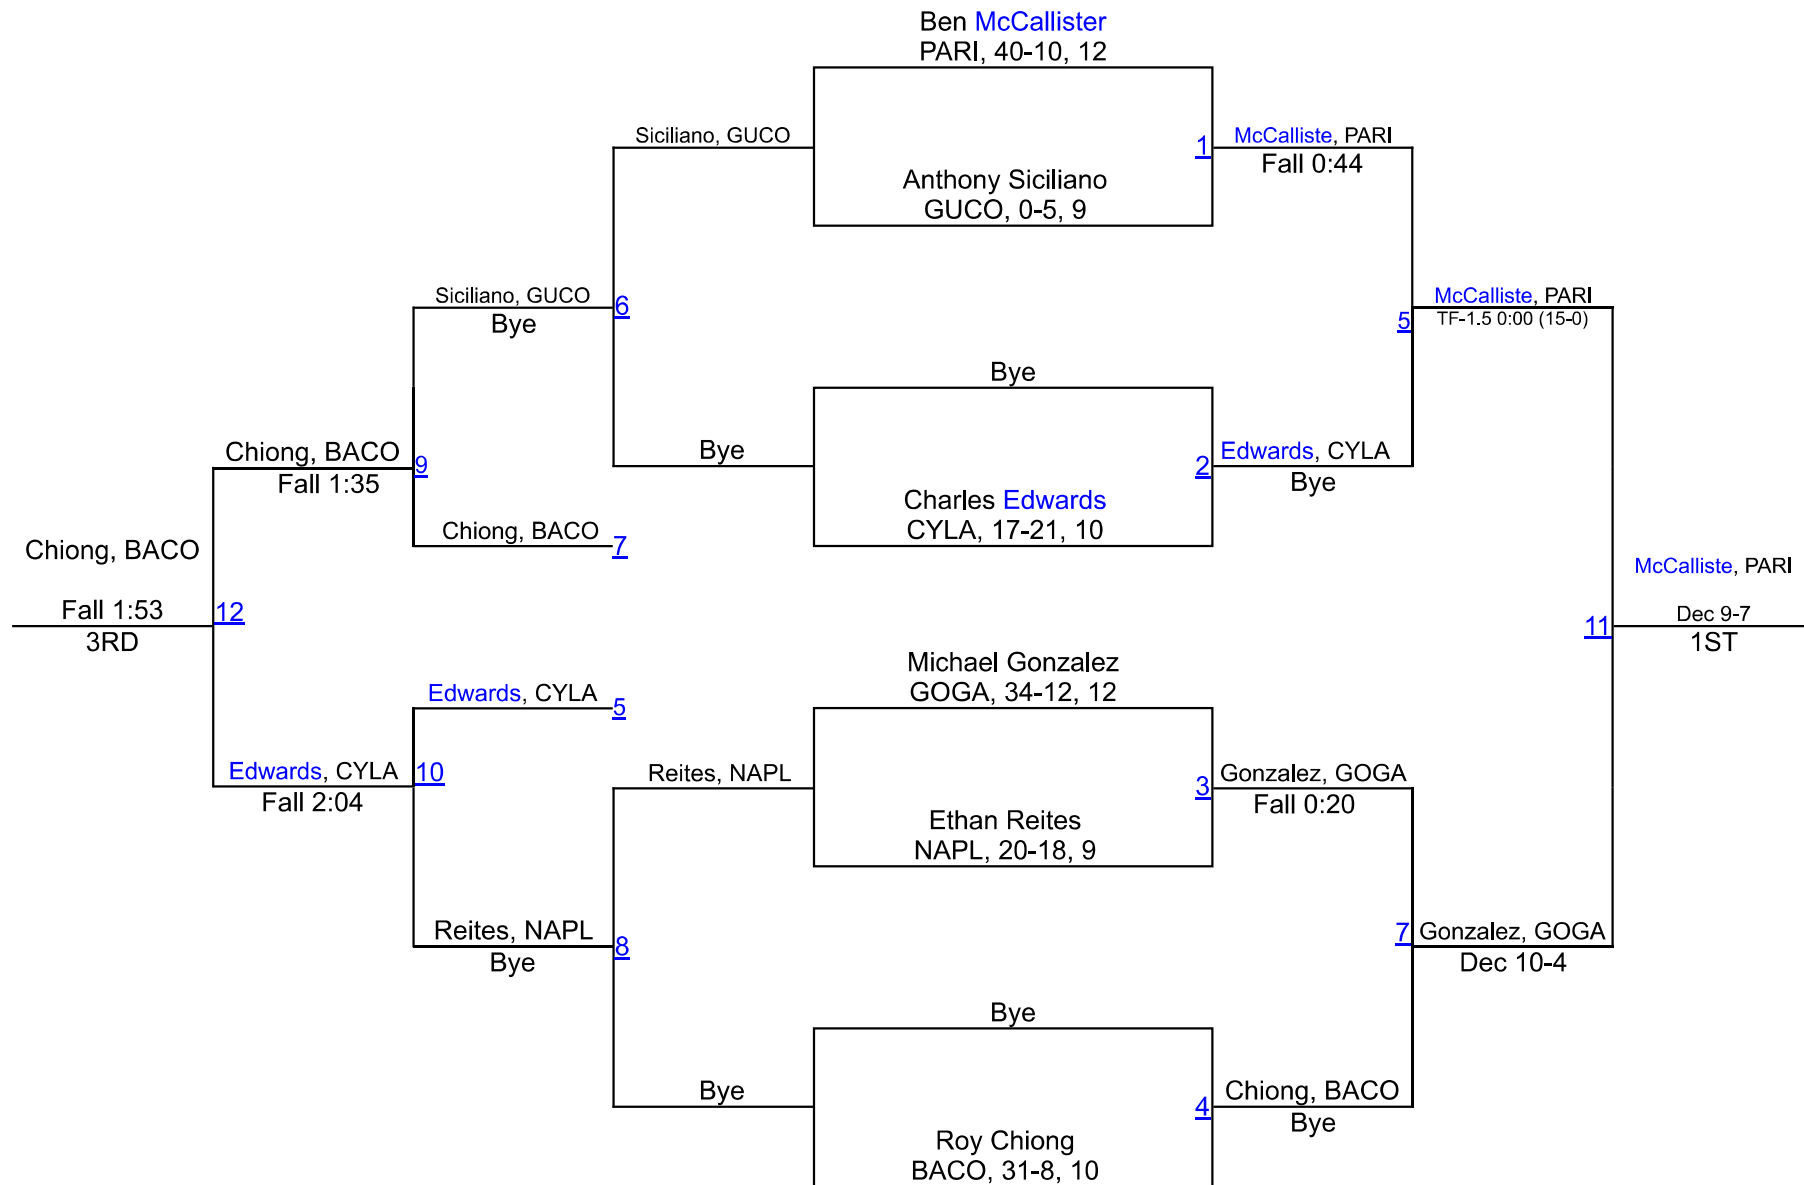 Ben McCallister
PARI, 40-10, 12
Siciliano, GUCO
1
McCalliste, PARI
Fall 0:44
Anthony Siciliano
GUCO, 0-5, 9
Siciliano, GUCO
Bye
6
5
McCalliste, PARI
TF-1.5 0:00 (15-0)
Bye
Chiong, BACO
Fall 1:35
9
Bye
2
Edwards, CYLA
Bye
Charles Edwards
CYLA, 17-21, 10
Chiong, BACO
7
Chiong, BACO
Fall 1:53
3RD
12
11
McCalliste, PARI
Dec 9-7
1ST
Michael Gonzalez
GOGA, 34-12, 12
Edwards, CYLA
5
Edwards, CYLA
Fall 2:04
10
Reites, NAPL
3
Gonzalez, GOGA
Fall 0:20
Ethan Reites
NAPL, 20-18, 9
Reites, NAPL
Bye
8
7
Gonzalez, GOGA
Dec 10-4
Bye
Bye
4
Chiong, BACO
Bye
Roy Chiong
BACO, 31-8, 10